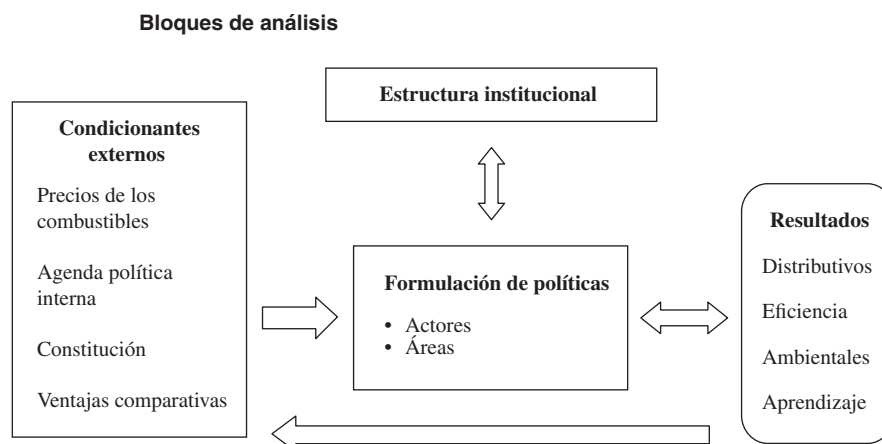 Bloques de análisis
Estructura institucional
Condicionantes
externos
Precios de los
combustibles
Agenda política
interna
Constitución
Ventajas comparativas
Formulación de políticas
• Actores
• Áreas
Resultados
Distributivos
Eficiencia
Ambientales
Aprendizaje